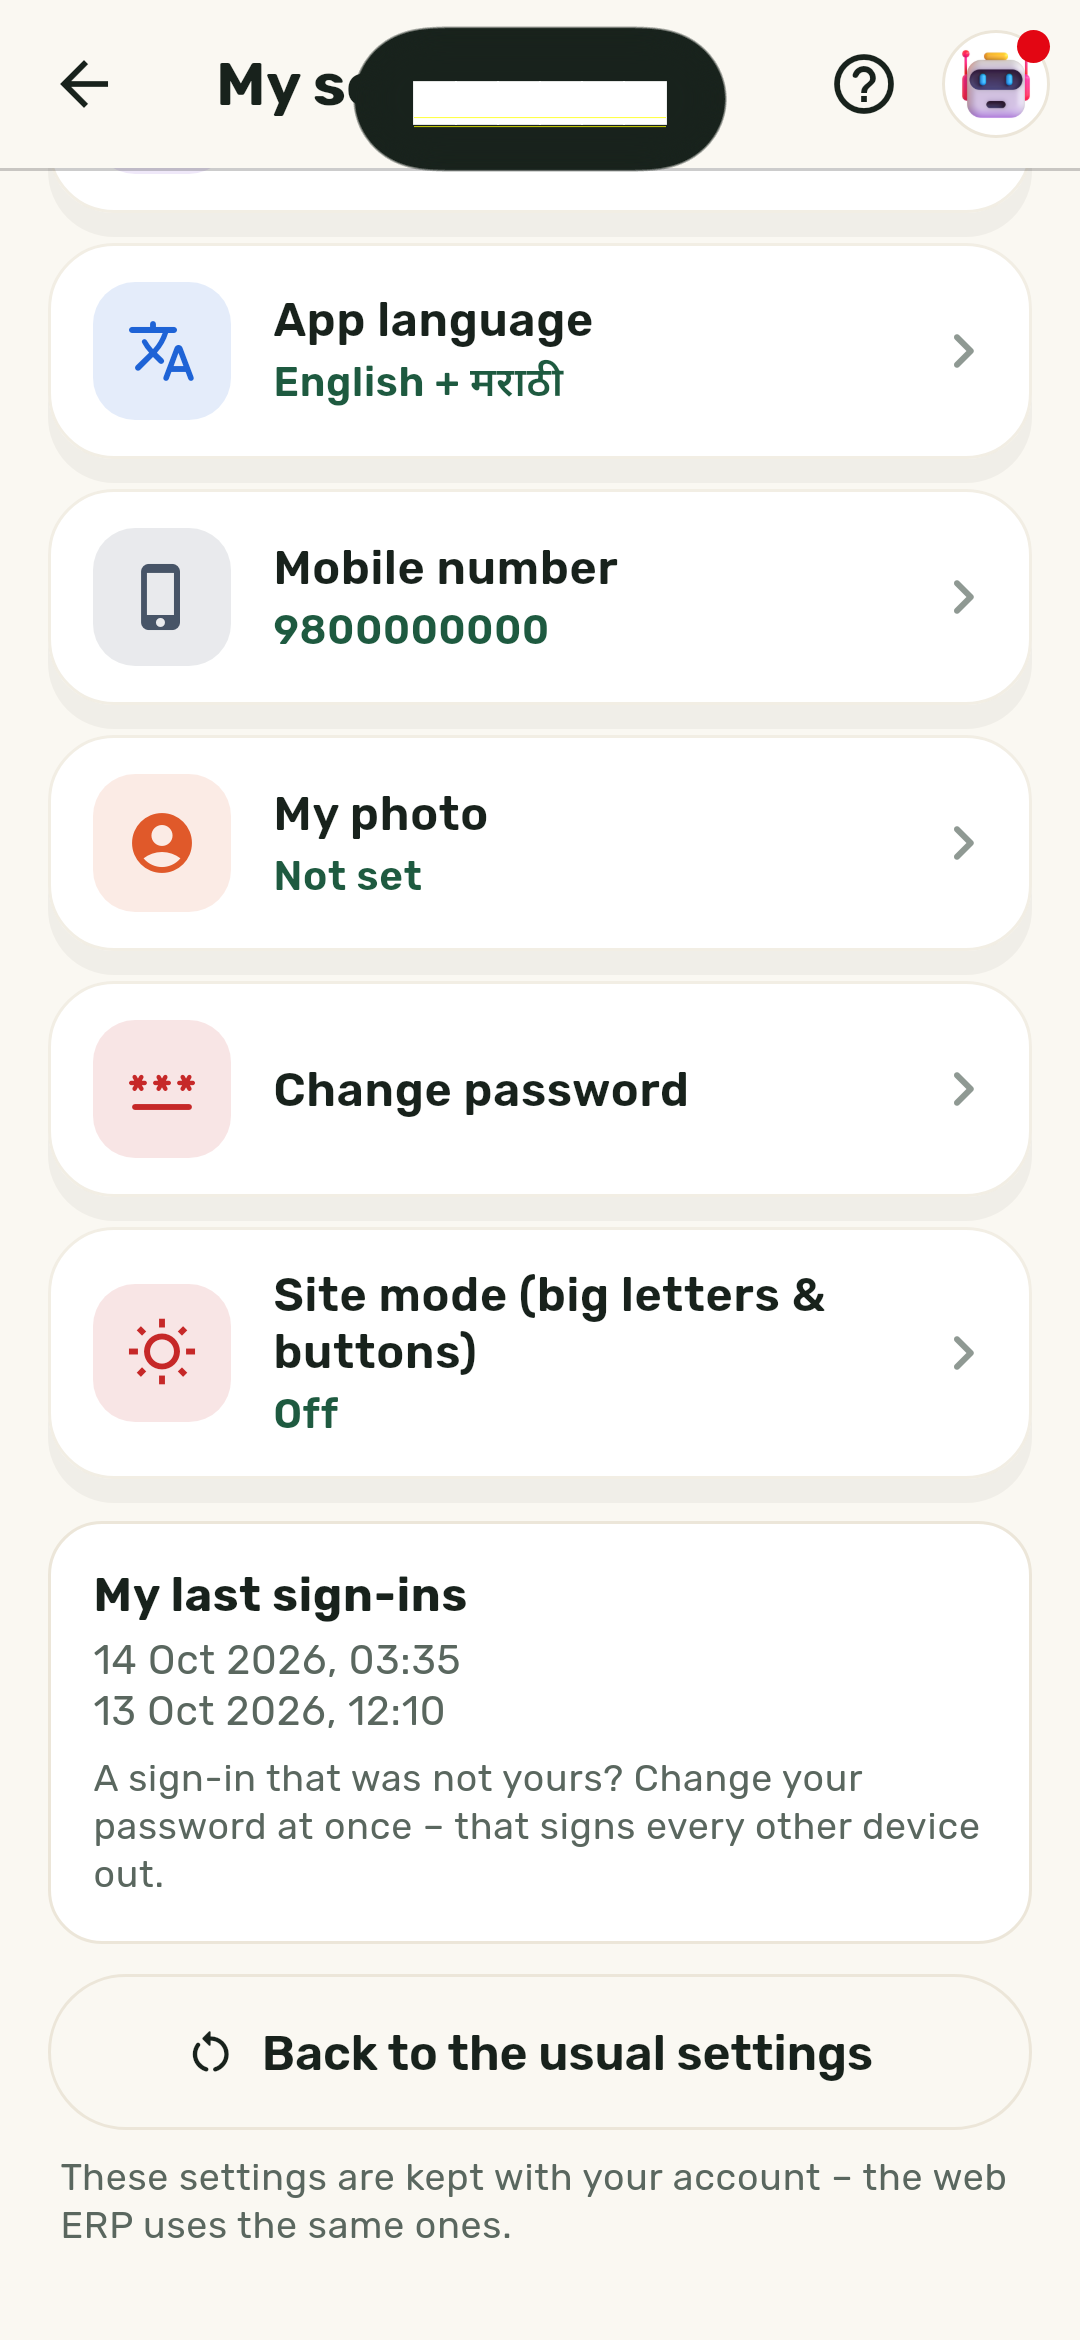 My s
App language
English + मराठी
Mobile number
9800000000
My photo
Not set
Change password
Site mode (big letters &
buttons)
Off
My last sign-ins
14 Oct 2026, 03:35
13 Oct 2026, 12:10
A sign-in that was not yours? Change your
password at once – that signs every other device
out.
Back to the usual settings
These settings are kept with your account – the web
ERP uses the same ones.